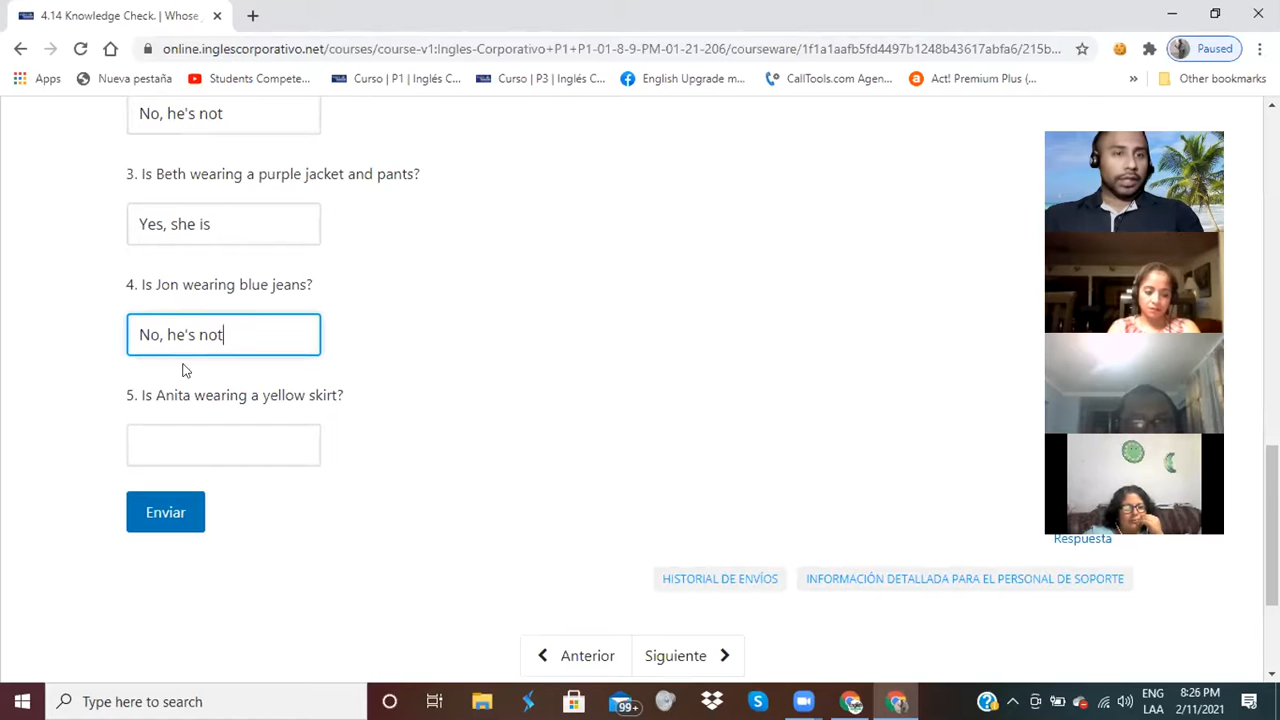 4.14 Knowledge Check. | Whose
online.inglescorporativo.net/courses/course-v1:Ingles-Corporativo+P1+P1-01-8-9-PM-01-21-206/courseware/1f1a1aafb5fd4497b1248b43617abfa6/215b...
Paused
Apps
Nueva pestaña
Students Compete...
Curso | P1 | Inglés C...
Curso | P3 | Inglés C...
English Upgrade m...
CallTools.com Agen...
Act! Premium Plus (...
Other bookmarks
No, he's not
3. Is Beth wearing a purple jacket and pants?
Yes, she is
4. Is Jon wearing blue jeans?
No, he's not
5. Is Anita wearing a yellow skirt?
Enviar
Respuesta
HISTORIAL DE ENVÍOS
INFORMACIÓN DETALLADA PARA EL PERSONAL DE SOPORTE
Anterior
Siguiente
Type here to search
99+
ENG
LAA
8:26 PM
2/11/2021